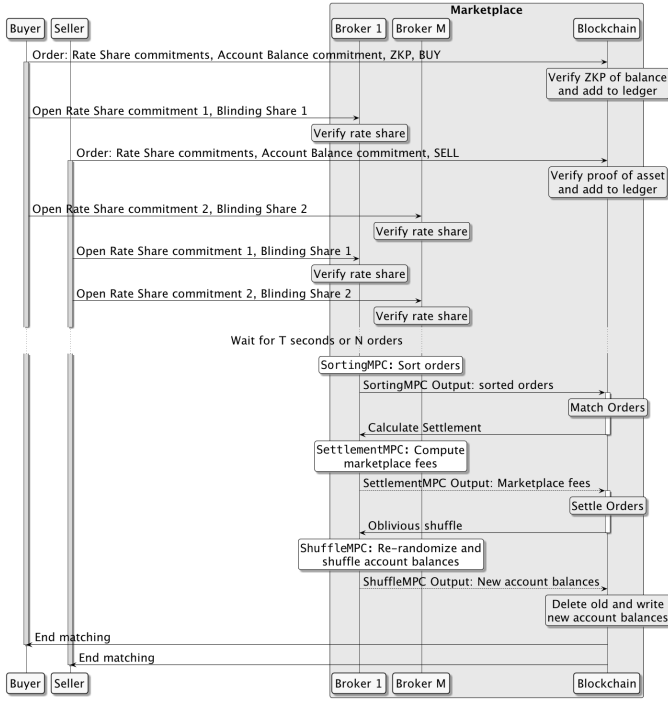 Marketplace
Buyer Seller Broker 1 Broker M Blockchain
Order: Rate Share commitments, Account Balance commitment, ZKP, BUY
Verify ZKP of balance
and add to ledger
Open Rate Share commitment 1, Blinding Share 1
Verify rate share
Order: Rate Share commitments, Account Balance commitment, SELL
Verify proof of asset
and add to ledger
Open Rate Share commitment 2, Blinding Share 2
Verify rate share
Open Rate Share commitment 1, Blinding Share 1
Verify rate share
Open Rate Share commitment 2, Blinding Share 2
Verify rate share
Wait for T seconds or N orders
SortingMPC: Sort orders
SortingMPC Output: sorted orders
Match Orders
Calculate Settlement
SettlementMPC: Compute
marketplace fees
SettlementMPC Output: Marketplace fees
Settle Orders
Oblivious shuffle
ShuffleMPC: Re-randomize and
shuffle account balances
ShuffleMPC Output: New account balances
Delete old and write
new account balances
End matching
End matching
Buyer Seller Broker 1 Broker M Blockchain